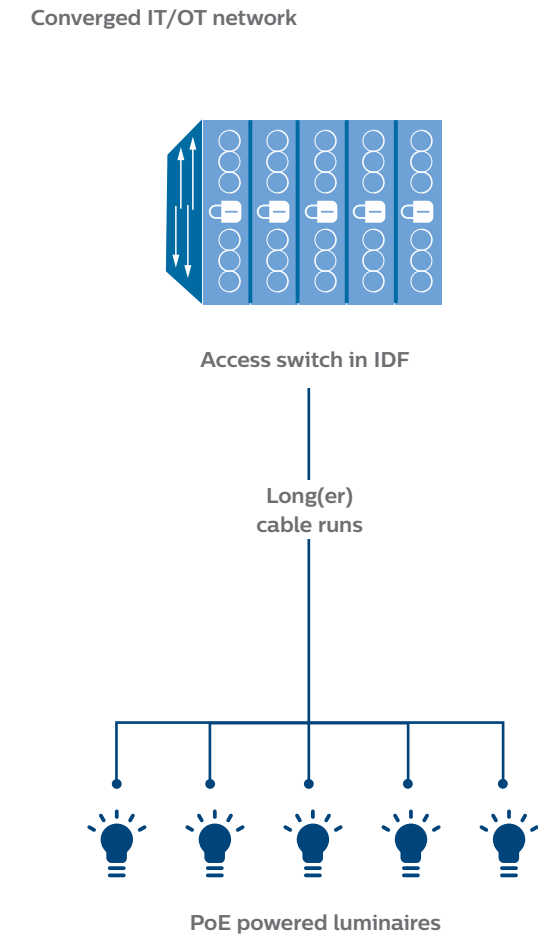 Converged IT/OT network
Access switch in IDF
Long(er)
cable runs
PoE powered luminaires